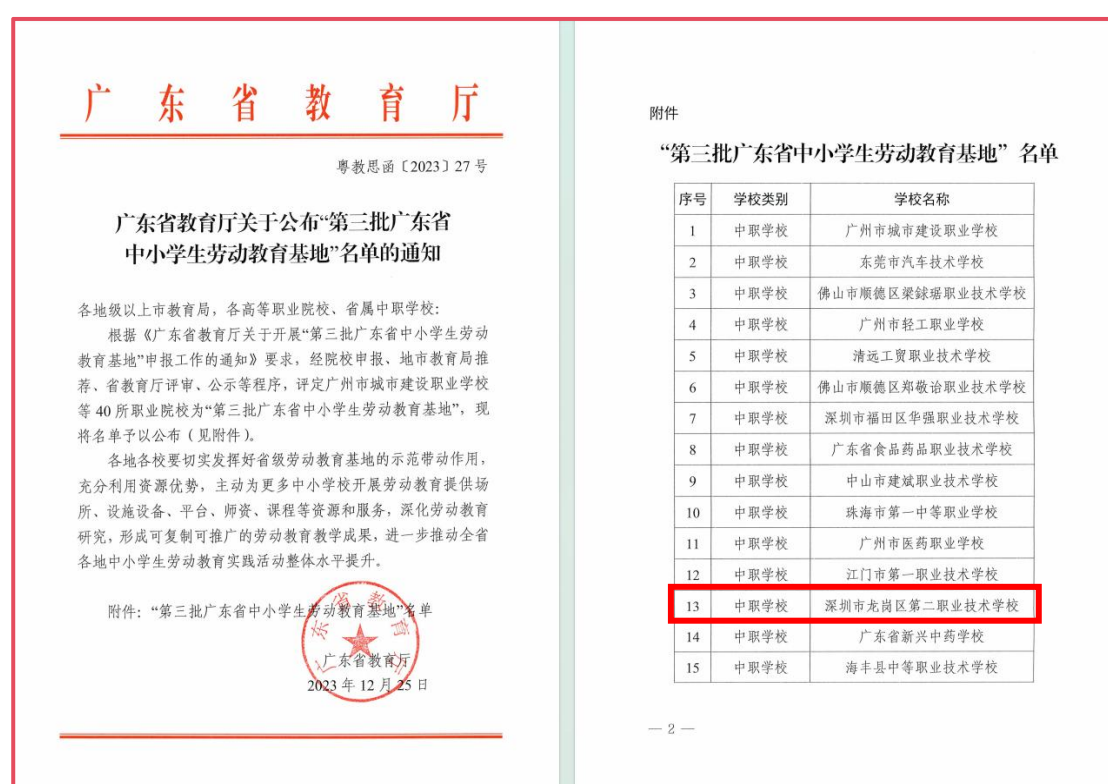 广东省教育厅
粤教思函〔2023〕27号
广东省教育厅关于公布“第三批广东省
中小学生劳动教育基地”名单的通知
各地级以上市教育局，各高等职业院校、省属中职学校：
根据《广东省教育厅关于开展“第三批广东省中小学生劳动
教育基地”申报工作的通知》要求，经院校申报、地市教育局推
荐、省教育厅评审、公示等程序，评定广州市城市建设职业学校
等 40 所职业院校为“第三批广东省中小学生劳动教育基地”，现
将名单予以公布（见附件）。
各地各校要切实发挥好省级劳动教育基地的示范带动作用，
充分利用资源优势，主动为更多中小学校开展劳动教育提供场
所、设施设备、平台、师资、课程等资源和服务，深化劳动教育
研究，形成可复制可推广的劳动教育教学成果，进一步推动全省
各地中小学生劳动教育实践活动整体水平提升。
附件：“第三批广东省中小学生劳动教育基地”名单
广东省教育厅
广东省教育厅
2023 年 12 月 25 日
附件
“第三批广东省中小学生劳动教育基地”名单
序号 学校类别 学校名称
1 中职学校 广州市城市建设职业学校
2 中职学校 东莞市汽车技术学校
3 中职学校 佛山市顺德区梁銶琚职业技术学校
4 中职学校 广州市轻工职业学校
5 中职学校 清远工贸职业技术学校
6 中职学校 佛山市顺德区郑敬诒职业技术学校
7 中职学校 深圳市福田区华强职业技术学校
8 中职学校 广东省食品药品职业技术学校
9 中职学校 中山市建斌职业技术学校
10 中职学校 珠海市第一中等职业学校
11 中职学校 广州市医药职业学校
12 中职学校 江门市第一职业技术学校
13 中职学校 深圳市龙岗区第二职业技术学校
14 中职学校 广东省新兴中药学校
15 中职学校 海丰县中等职业技术学校
— 2 —